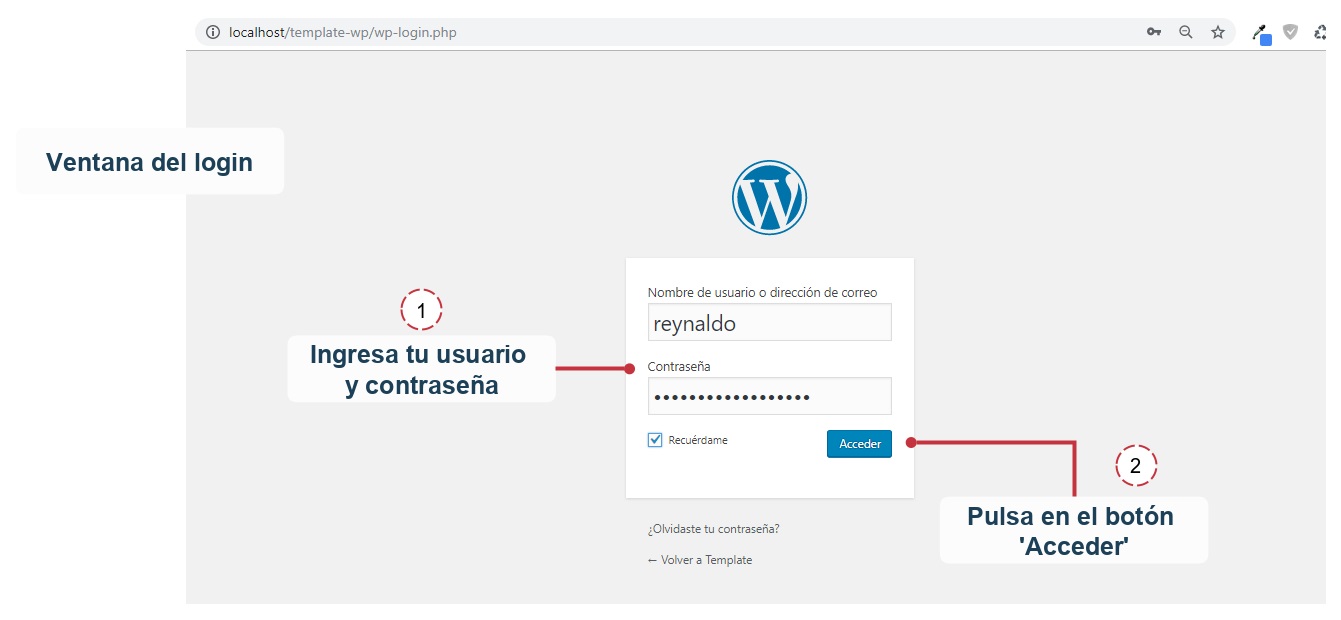 localhost/template-wp/wp-login.php
Ventana del login
Nombre de usuario o dirección de correo
reynaldo
1
Ingresa tu usuario
y contraseña
Contraseña
••••••••••••••••••
Recuérdame
Acceder
2
Pulsa en el botón
'Acceder'
¿Olvidaste tu contraseña?
← Volver a Template